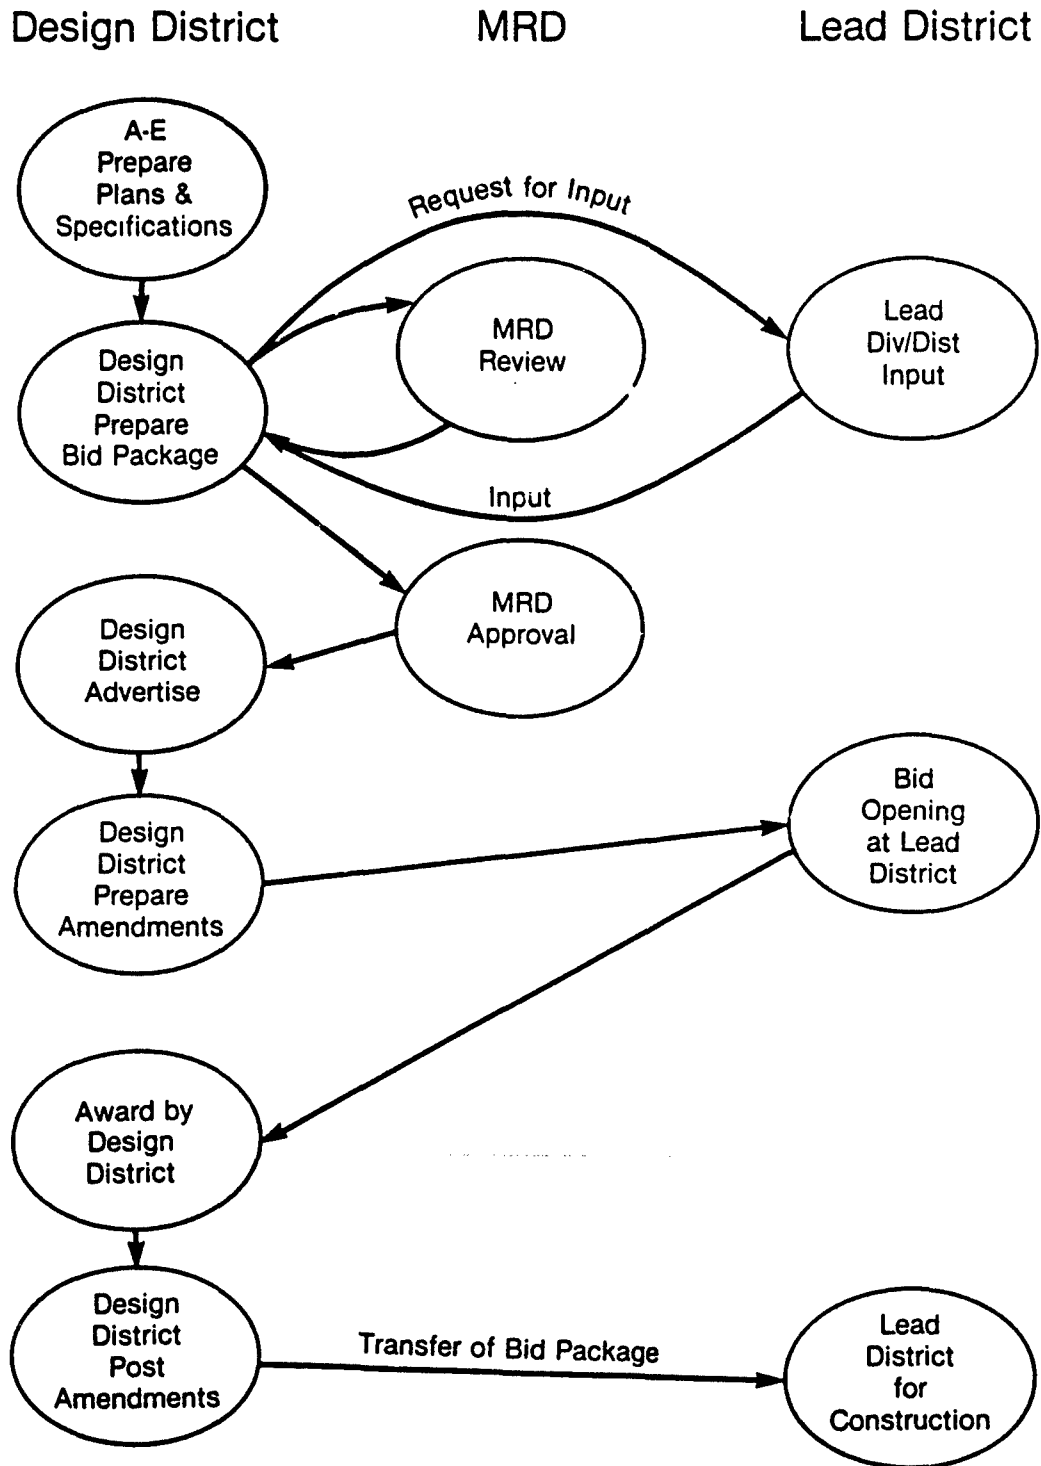 Design District
MRD
Lead District
A-E
Prepare
Plans &
Specifications
Request for Input
MRD
Review
Lead
Div/Dist
Input
Design
District
Prepare
Bid Package
Input
MRD
Approval
Design
District
Advertise
Design
District
Prepare
Amendments
Bid
Opening
at Lead
District
Award by
Design
District
Design
District
Post
Amendments
Transfer of Bid Package
Lead
District
for
Construction